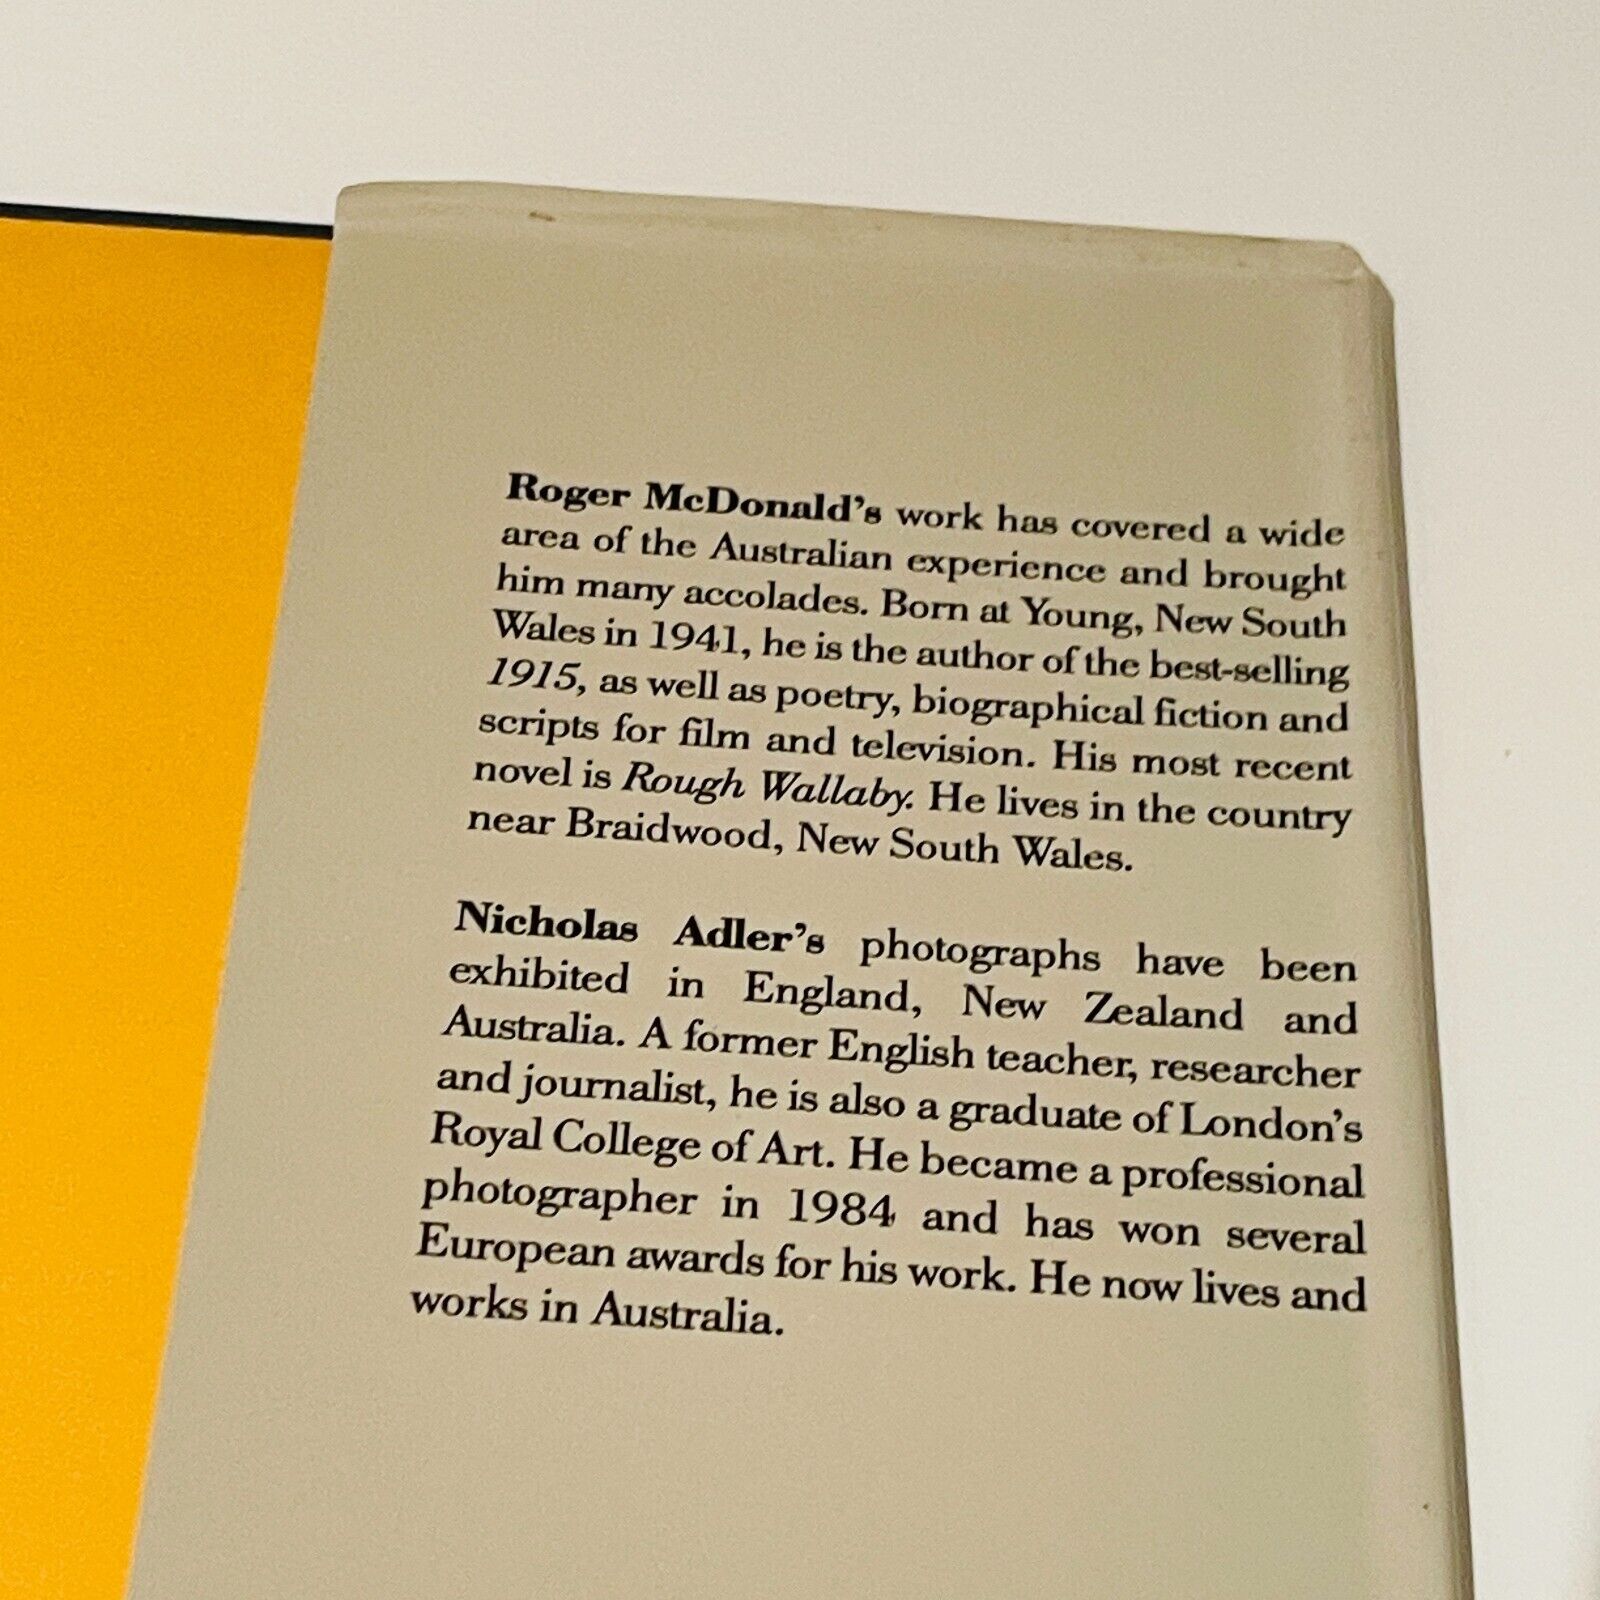 Roger McDonald's work has covered a wide
area of the Australian experience and brought
him many accolades. Born at Young, New South
Wales in 1941, he is the author of the best-selling
1915, as well as poetry, biographical fiction and
scripts for film and television. His most recent
novel is Rough Wallaby. He lives in the country
near Braidwood, New South Wales.
Nicholas Adler's photographs have been
exhibited in England, New Zealand and
Australia. A former English teacher, researcher
and journalist, he is also a graduate of London's
Royal College of Art. He became a professional
photographer in 1984 and has won several
European awards for his work. He now lives and
works in Australia.